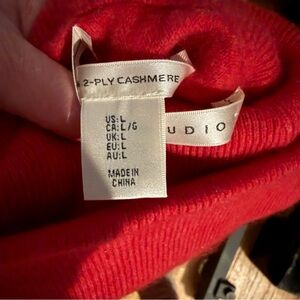 2-PLY CASHMERE
UDIO
US:L
CA:L/G
UK:L
EU:L
AU:L
MADE IN
CHINA